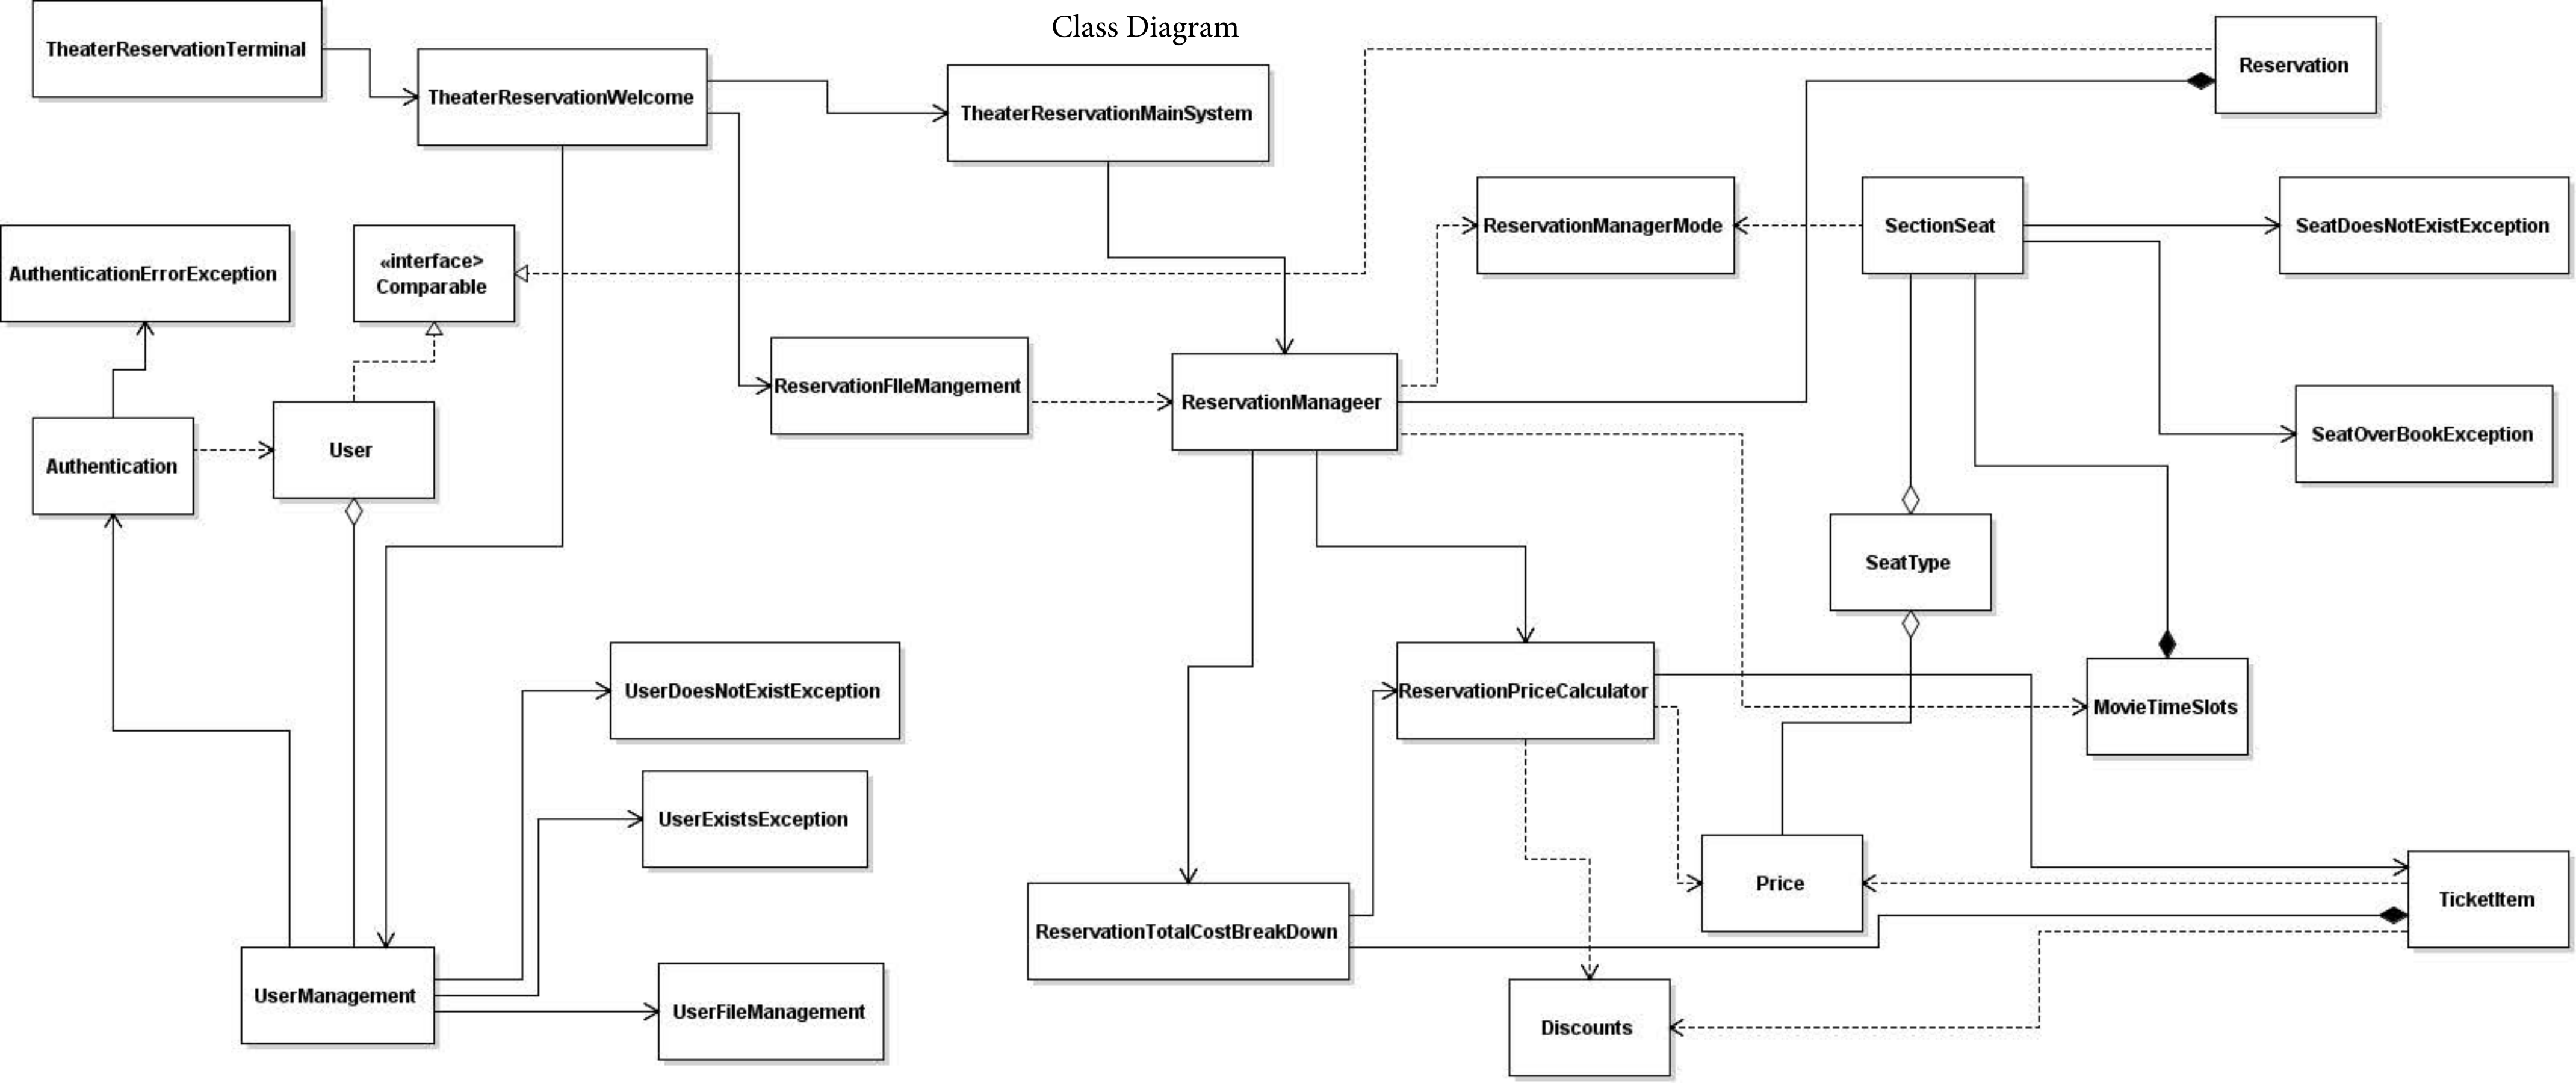 Class Diagram
TheaterReservationTerminal
TheaterReservationWelcome
TheaterReservationMainSystem
Reservation
AuthenticationErrorException
«interface»
Comparable
ReservationManagerMode
SectionSeat
SeatDoesNotExistException
ReservationFIleMangement
ReservationManageer
SeatOverBookException
Authentication
User
SeatType
UserDoesNotExistException
ReservationPriceCalculator
MovieTimeSlots
UserExistsException
Price
TicketItem
ReservationTotalCostBreakDown
UserManagement
UserFileManagement
Discounts